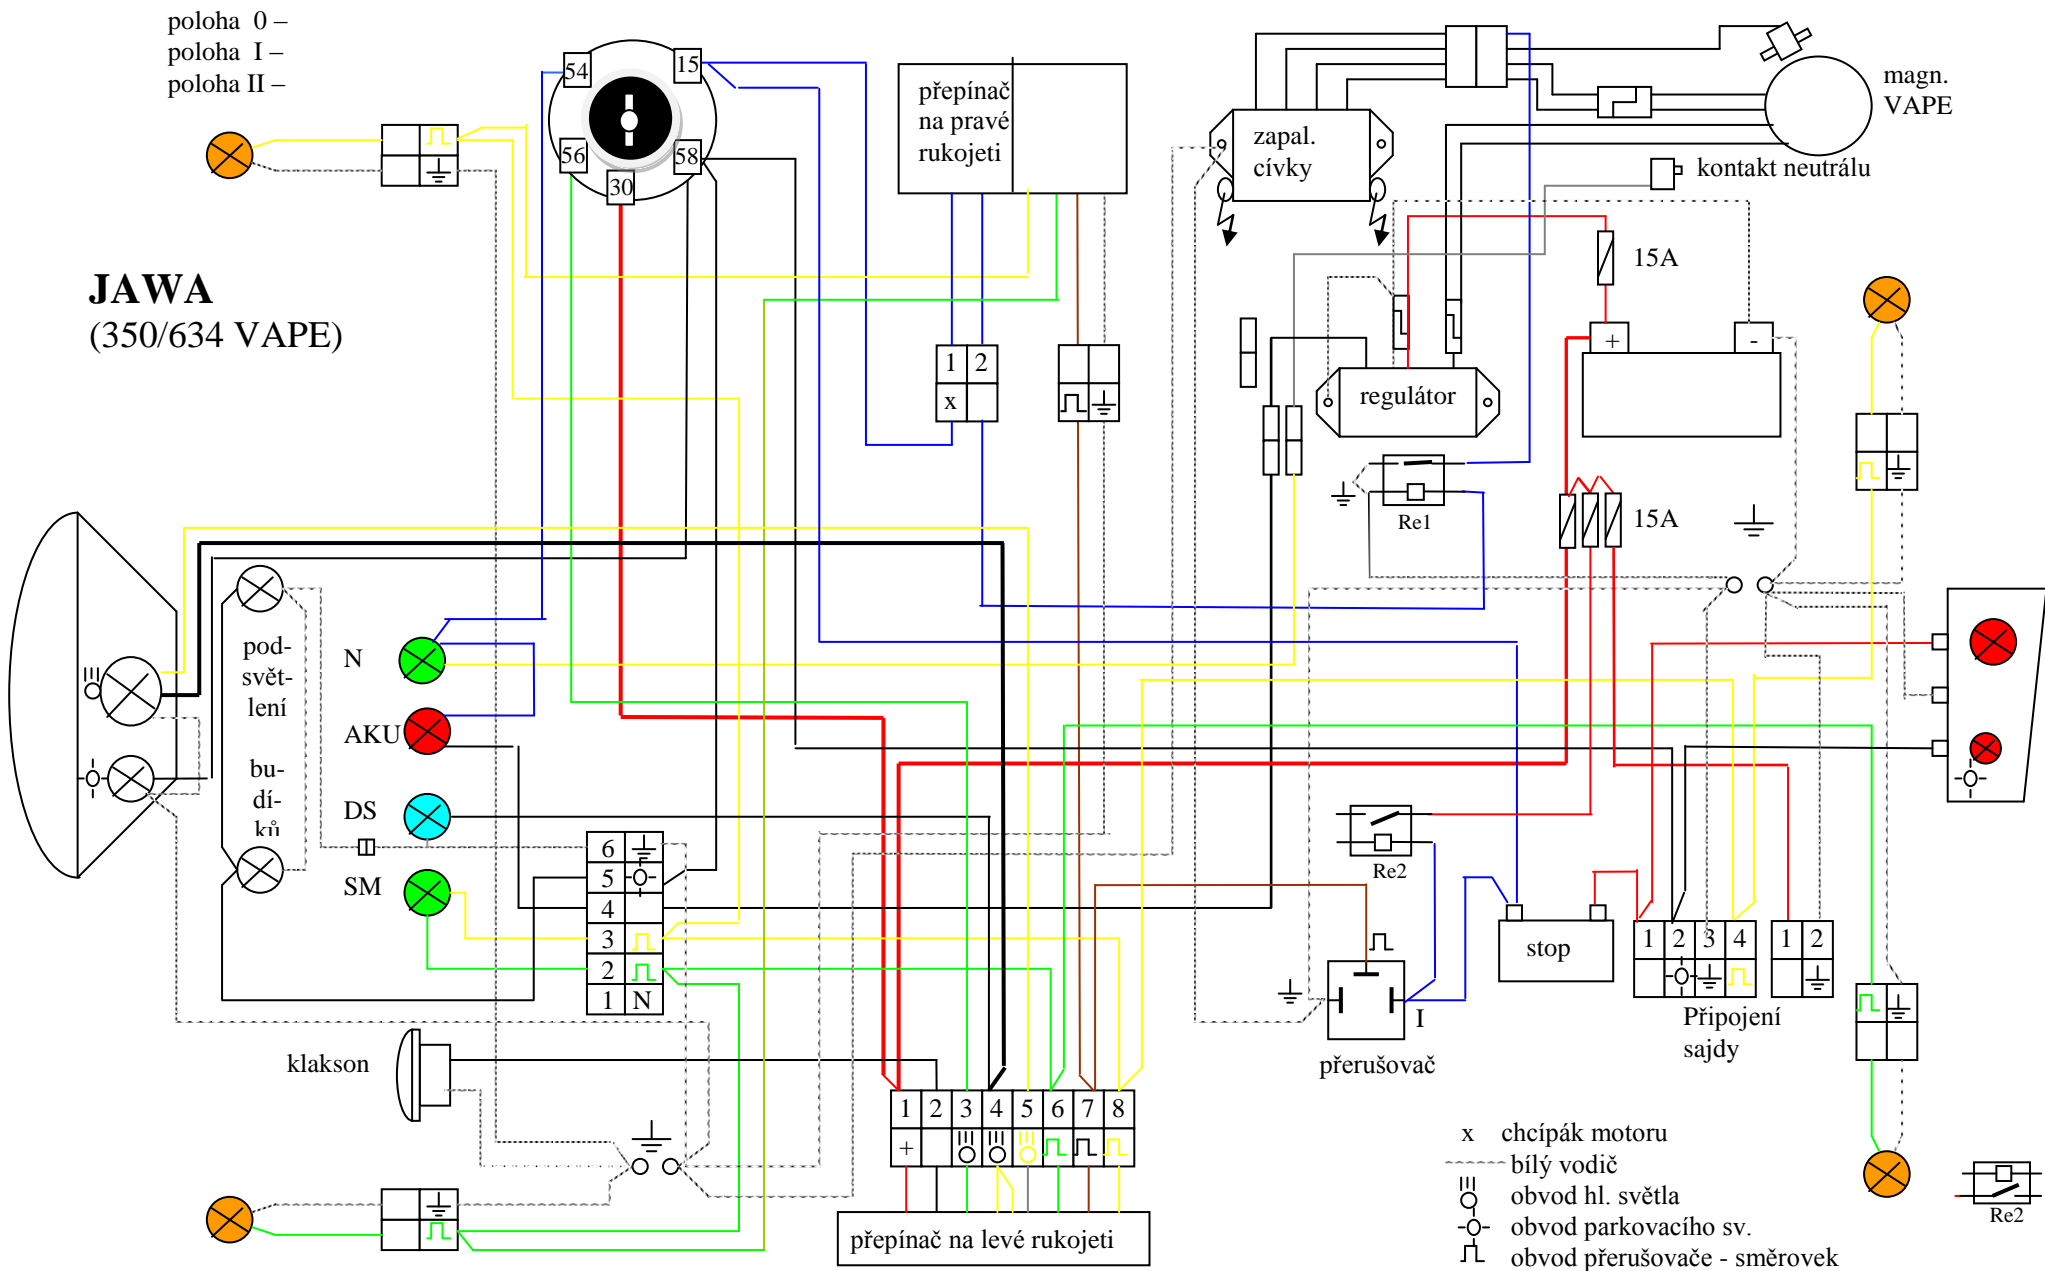 poloha 0 –
poloha I –
poloha II –
JAWA
(350/634 VAPE)
54
15
56
58
30
přepínač
na pravé
rukojeti
zapal.
cívky
magn.
VAPE
kontakt neutrálu
15A
+
-
1 2
x
regulátor
Re1
15A
pod-
svět-
lení
bu-
dí-
ků
N
AKU
DS
SM
6
5
4
3
2
1 N
Re2
stop
1 2 3 4
1 2
Připojení
sajdy
I
přerušovač
klakson
1 2 3 4 5 6 7 8
+
přepínač na levé rukojeti
x chcípák motoru
bílý vodič
obvod hl. světla
obvod parkovacího sv.
obvod přerušovače - směrovek
Re2